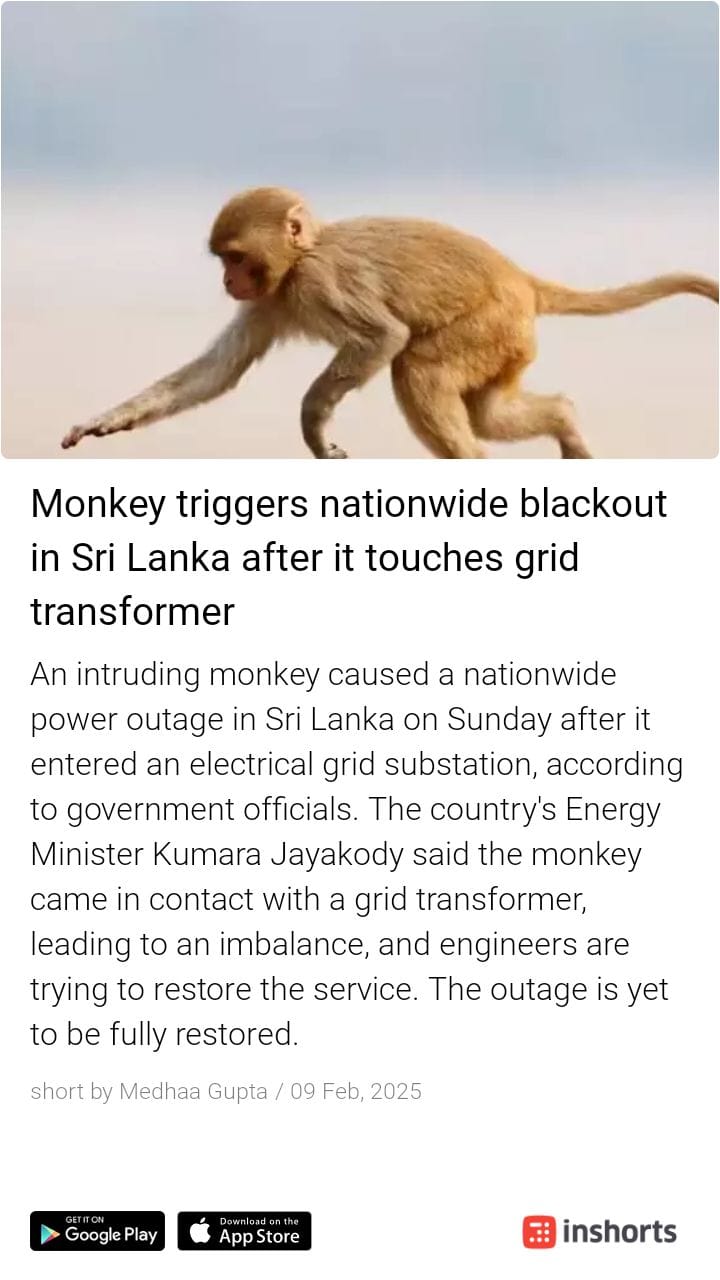 Monkey triggers nationwide blackout
in Sri Lanka after it touches grid
transformer
An intruding monkey caused a nationwide
power outage in Sri Lanka on Sunday after it
entered an electrical grid substation, according
to government officials. The country's Energy
Minister Kumara Jayakody said the monkey
came in contact with a grid transformer,
leading to an imbalance, and engineers are
trying to restore the service. The outage is yet
to be fully restored.
short by Medhaa Gupta / 09 Feb, 2025
GET IT ON
Google Play
Download on the
App Store
inshorts